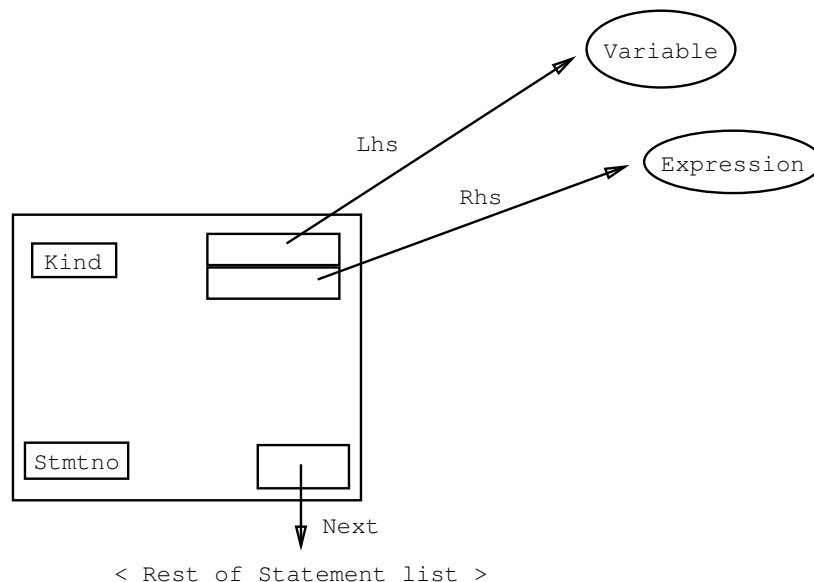 Variable
Lhs
Expression
Rhs
Kind
Stmtno
Next
< Rest of Statement list >